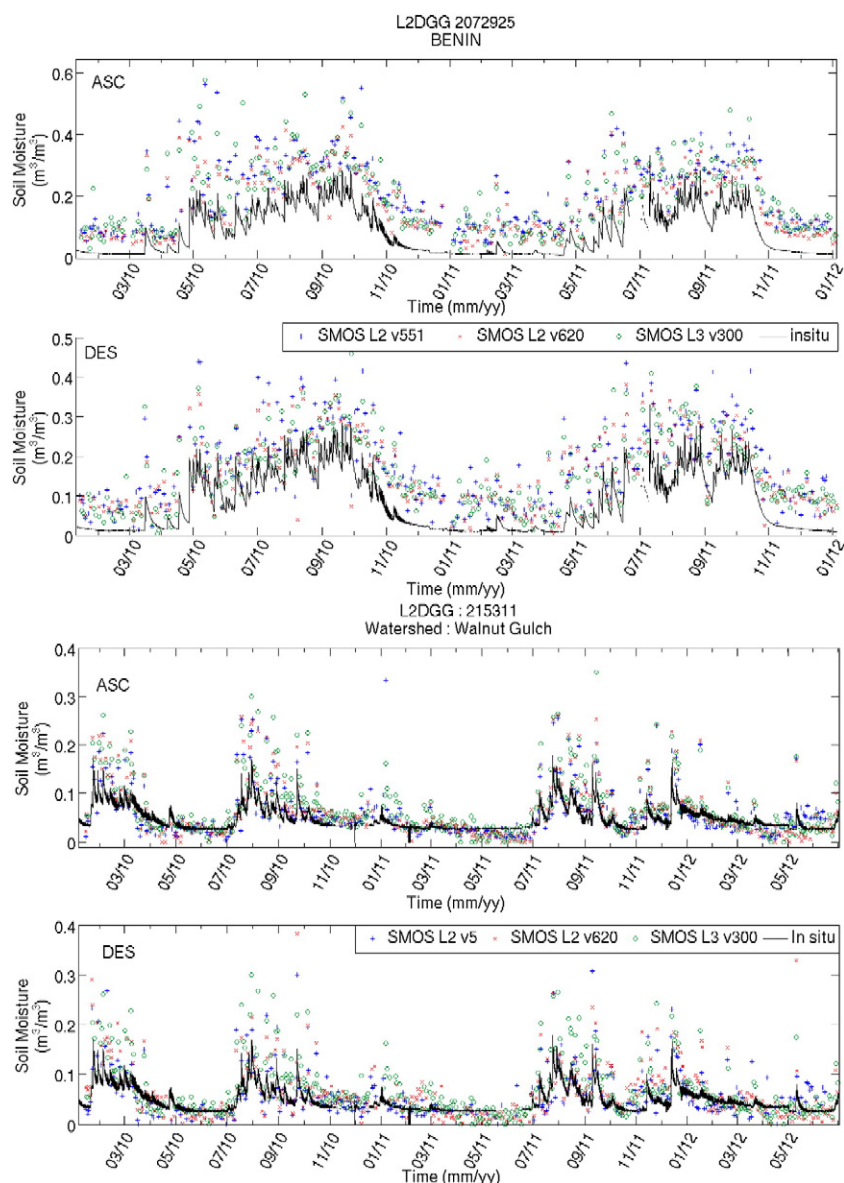 L2DGG 2072925
BENIN
ASC
Soil Moisture
(m³/m³)
0.6
0.4
0.2
0
03/10 05/10 07/10 09/10 11/10 01/11 03/11 05/11 07/11 09/11 11/11 01/12
Time (mm/yy)
+ SMOS L2 v551 × SMOS L2 v620 o SMOS L3 v300 — insitu
DES
Soil Moisture
(m³/m³)
0.5
0.4
0.3
0.2
0.1
0
03/10 05/10 07/10 09/10 11/10 01/11 03/11 05/11 07/11 09/11 11/11 01/12
Time (mm/yy)
L2DGG : 215311
Watershed : Walnut Gulch
ASC
Soil Moisture
(m³/m³)
0.4
0.3
0.2
0.1
0
03/10 05/10 07/10 09/10 11/10 01/11 03/11 05/11 07/11 09/11 11/11 01/12 03/12 05/12
Time (mm/yy)
+ SMOS L2 v5 × SMOS L2 v620 o SMOS L3 v300 — In situ
DES
Soil Moisture
(m³/m³)
0.4
0.3
0.2
0.1
0
03/10 05/10 07/10 09/10 11/10 01/11 03/11 05/11 07/11 09/11 11/11 01/12 03/12 05/12
Time (mm/yy)